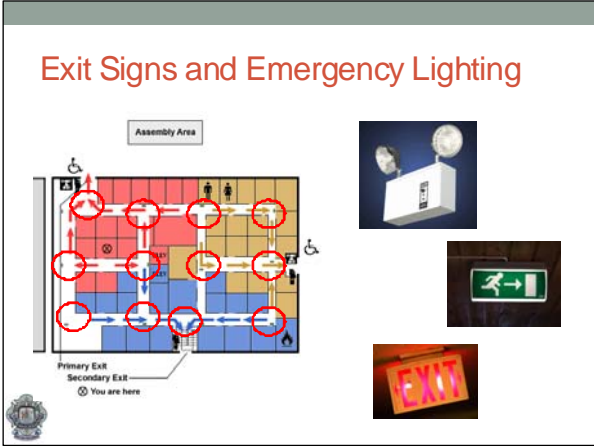 Exit Signs and Emergency Lighting
Assembly Area
Primary Exit
Secondary Exit
You are here
EXIT